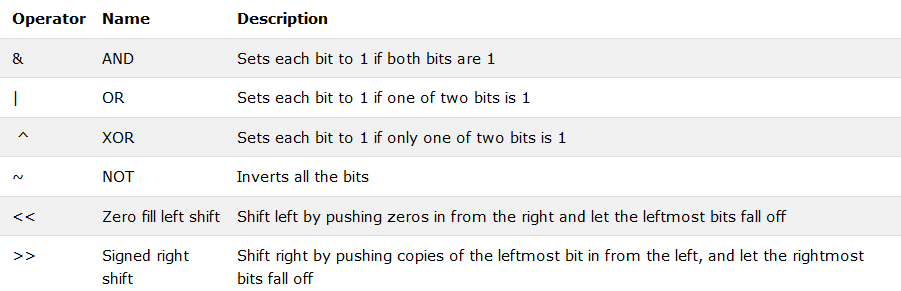 Operator Name Description
& AND Sets each bit to 1 if both bits are 1
| OR Sets each bit to 1 if one of two bits is 1
^ XOR Sets each bit to 1 if only one of two bits is 1
~ NOT Inverts all the bits
<< Zero fill left shift Shift left by pushing zeros in from the right and let the leftmost bits fall off
>> Signed right Shift right by pushing copies of the leftmost bit in from the left, and let the rightmost
shift bits fall off